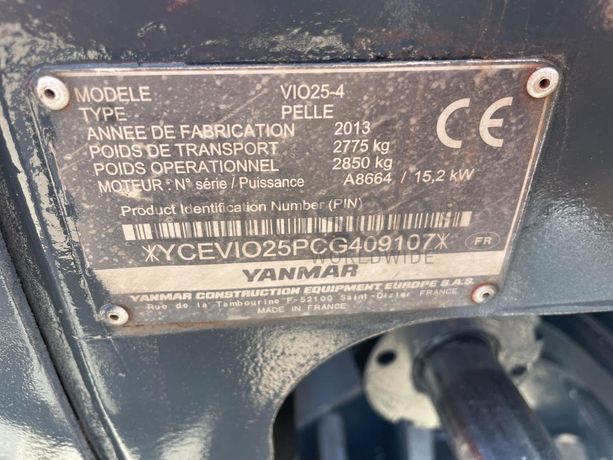 MODELE VIO25-4
TYPE PELLE
ANNEE DE FABRICATION 2013
POIDS DE TRANSPORT 2775 kg
POIDS OPERATIONNEL 2850 kg
MOTEUR: N° série / Puissance A8664 / 15,2 kW
CE
Product Identification Number (PIN)
*YCEVIO25PCG409107* FR
WORLDWIDE
YANMAR
YANMAR CONSTRUCTION EQUIPMENT EUROPE S.A.S.
Rue de la Tambourine F-52100 Saint-Dizier FRANCE
MADE IN FRANCE